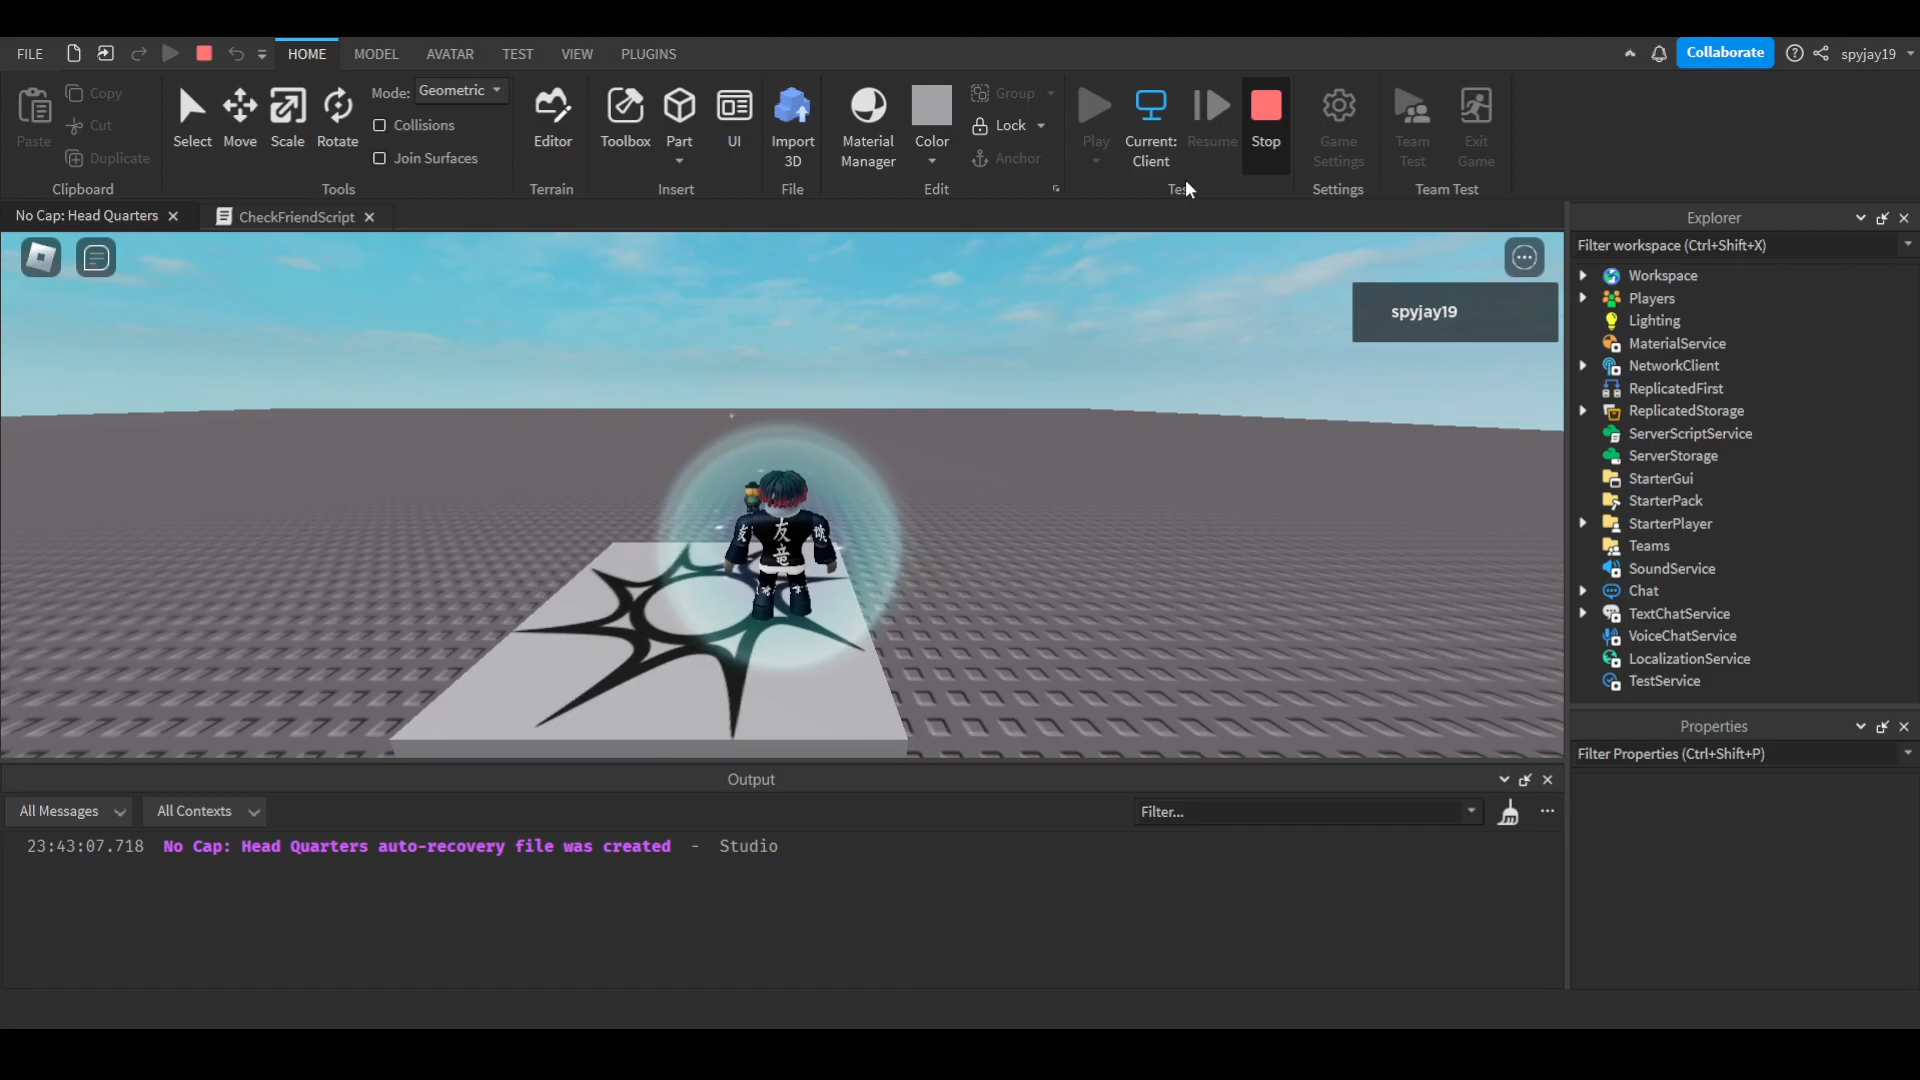 FILE HOME MODEL AVATAR TEST VIEW PLUGINS Collaborate spyjay19
Paste Copy Cut Duplicate
Clipboard
Select Move Scale Rotate
Mode: Geometric
Collisions
Join Surfaces
Tools
Editor
Terrain
Toolbox Part UI
Insert
Import
3D
File
Material
Manager
Color
Group
Lock
Anchor
Edit
Play
Current:
Client
Resume
Stop
Game
Settings
Settings
Team
Test
Exit
Game
Team Test
No Cap: Head Quarters
CheckFriendScript
spyjay19
友
竜
Explorer
Filter workspace (Ctrl+Shift+X)
Workspace
Players
Lighting
MaterialService
NetworkClient
ReplicatedFirst
ReplicatedStorage
ServerScriptService
ServerStorage
StarterGui
StarterPack
StarterPlayer
Teams
SoundService
Chat
TextChatService
VoiceChatService
LocalizationService
TestService
Properties
Filter Properties (Ctrl+Shift+P)
Output
All Messages All Contexts Filter...
23:43:07.718 No Cap: Head Quarters auto-recovery file was created - Studio